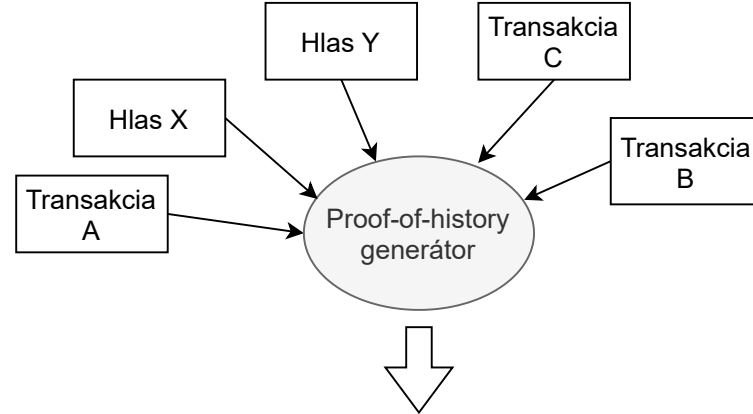 Hlas Y
Transakcia
C
Hlas X
Transakcia
B
Transakcia
A
Proof-of-history
generátor